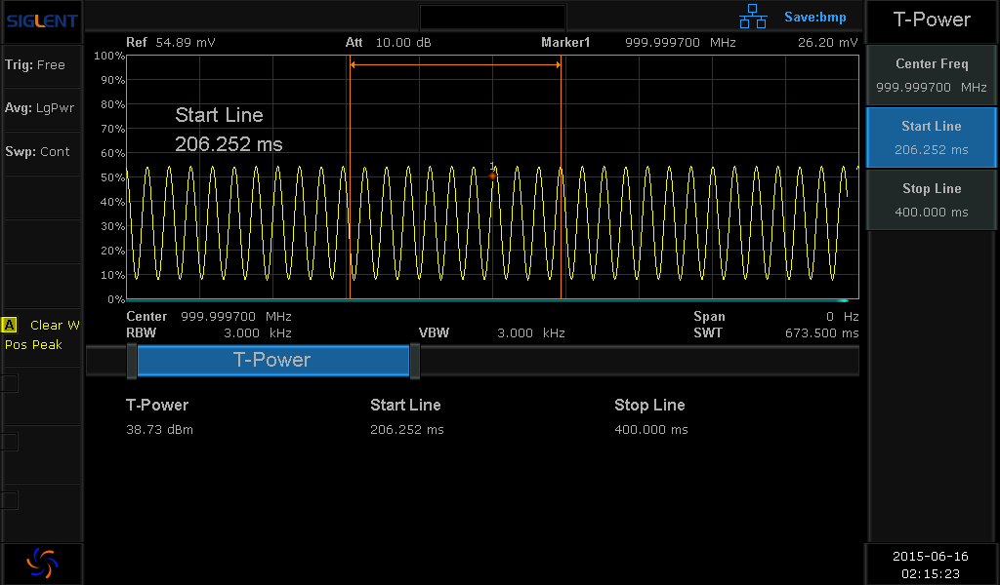 SIGLENT
Save:bmp
T-Power
Ref 54.89 mV Att 10.00 dB Marker1 999.999700 MHz 26.20 mV
Trig: Free
Avg: LgPwr
Swp: Cont
A Clear W
Pos Peak
100%
90%
80%
70%
60%
50%
40%
30%
20%
10%
0%
Start Line
206.252 ms
1
Center 999.999700 MHz Span 0 Hz
RBW 3.000 kHz VBW 3.000 kHz SWT 673.500 ms
T-Power
T-Power Start Line Stop Line
38.73 dBm 206.252 ms 400.000 ms
Center Freq
999.999700 MHz
Start Line
206.252 ms
Stop Line
400.000 ms
2015-06-16
02:15:23